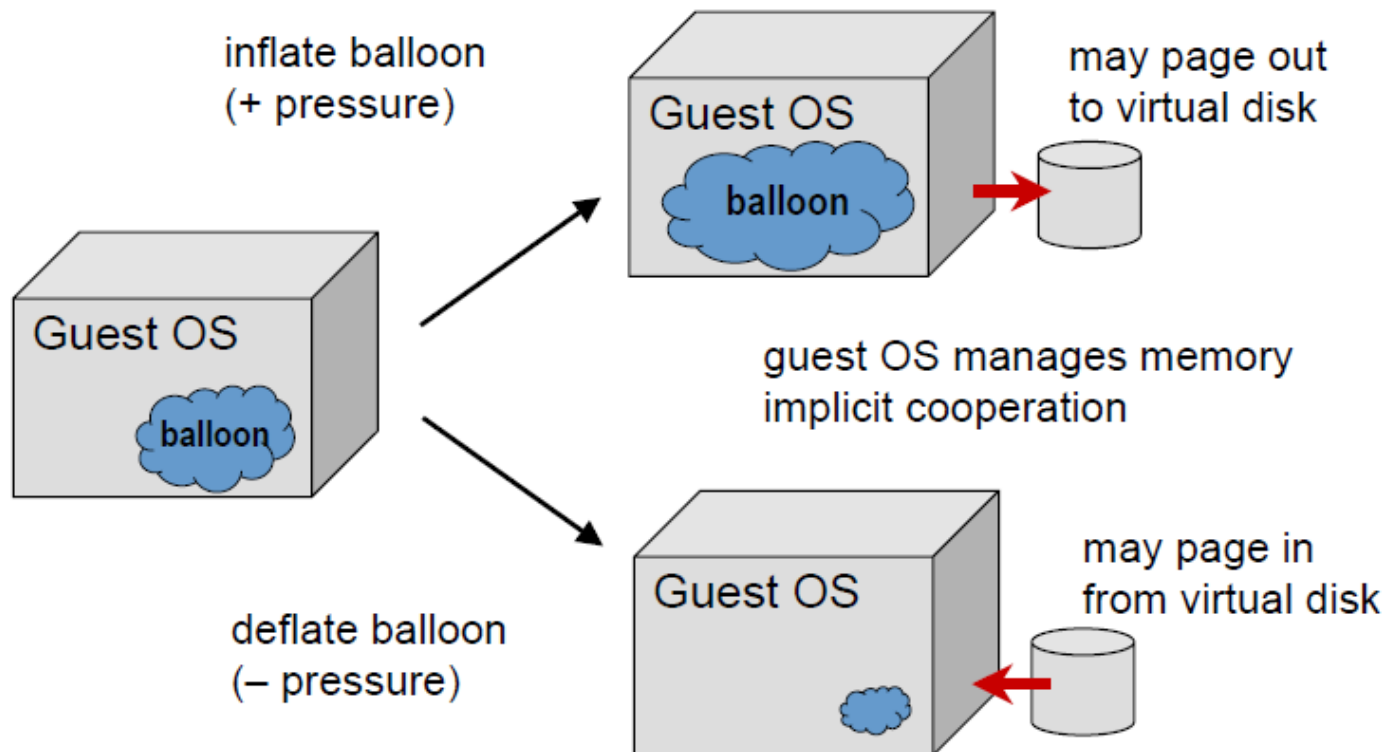 inflate balloon
(+ pressure)
Guest OS
balloon
may page out
to virtual disk
Guest OS
balloon
guest OS manages memory
implicit cooperation
deflate balloon
(– pressure)
Guest OS
may page in
from virtual disk